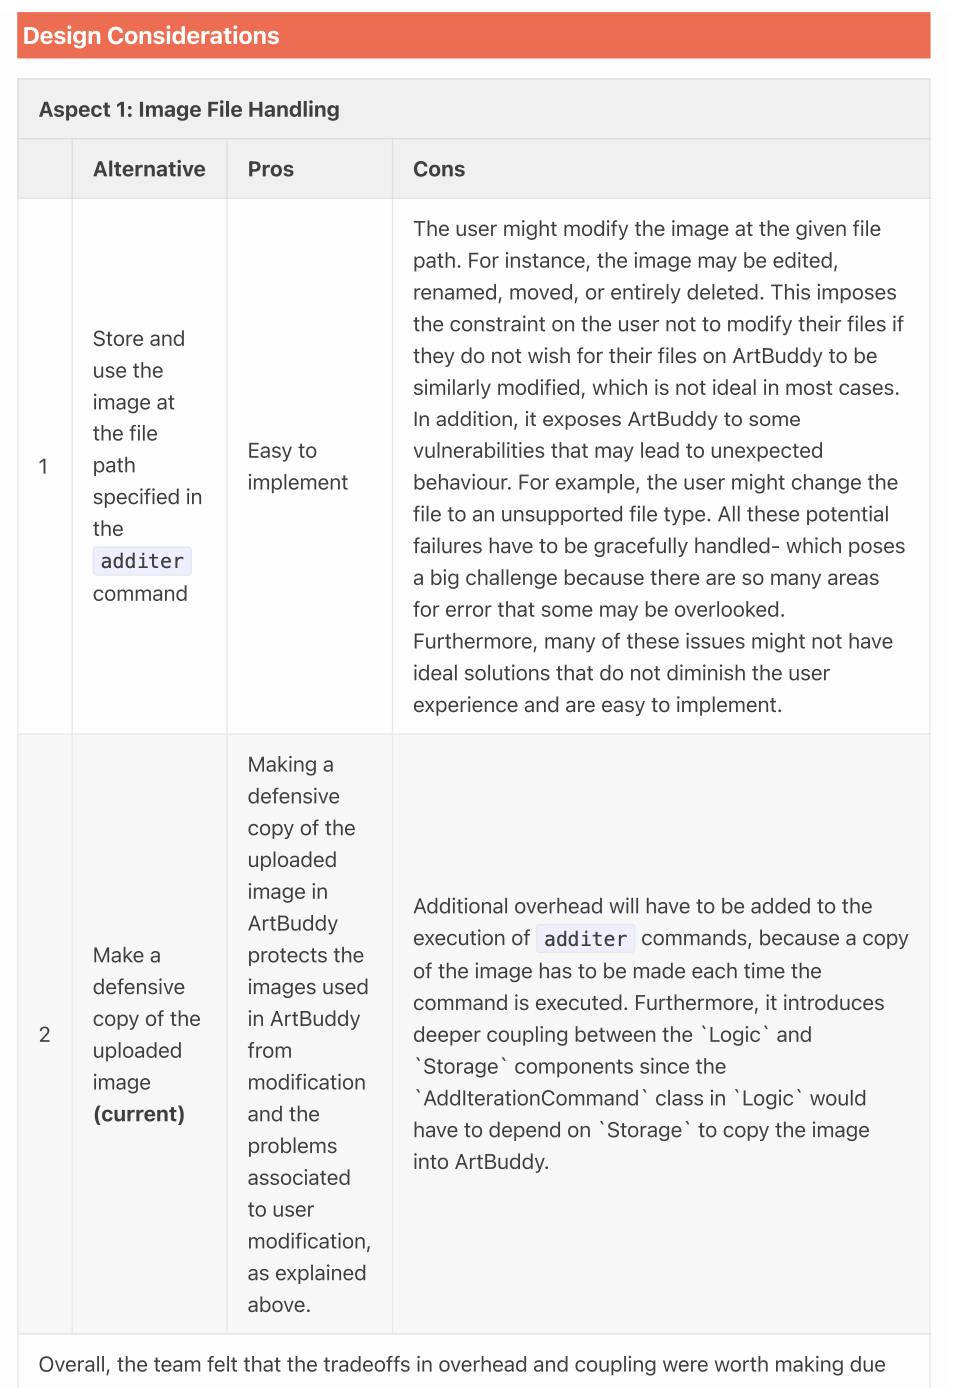 Design Considerations
Aspect 1: Image File Handling
Alternative
Pros
Cons
1
Store and
use the
image at
the file
path
specified in
the
additer
command
Easy to
implement
The user might modify the image at the given file
path. For instance, the image may be edited,
renamed, moved, or entirely deleted. This imposes
the constraint on the user not to modify their files if
they do not wish for their files on ArtBuddy to be
similarly modified, which is not ideal in most cases.
In addition, it exposes ArtBuddy to some
vulnerabilities that may lead to unexpected
behaviour. For example, the user might change the
file to an unsupported file type. All these potential
failures have to be gracefully handled- which poses
a big challenge because there are so many areas
for error that some may be overlooked.
Furthermore, many of these issues might not have
ideal solutions that do not diminish the user
experience and are easy to implement.
2
Make a
defensive
copy of the
uploaded
image
(current)
Making a
defensive
copy of the
uploaded
image in
ArtBuddy
protects the
images used
in ArtBuddy
from
modification
and the
problems
associated
to user
modification,
as explained
above.
Additional overhead will have to be added to the
execution of additer commands, because a copy
of the image has to be made each time the
command is executed. Furthermore, it introduces
deeper coupling between the `Logic` and
`Storage` components since the
`AddIterationCommand` class in `Logic` would
have to depend on `Storage` to copy the image
into ArtBuddy.
Overall, the team felt that the tradeoffs in overhead and coupling were worth making due